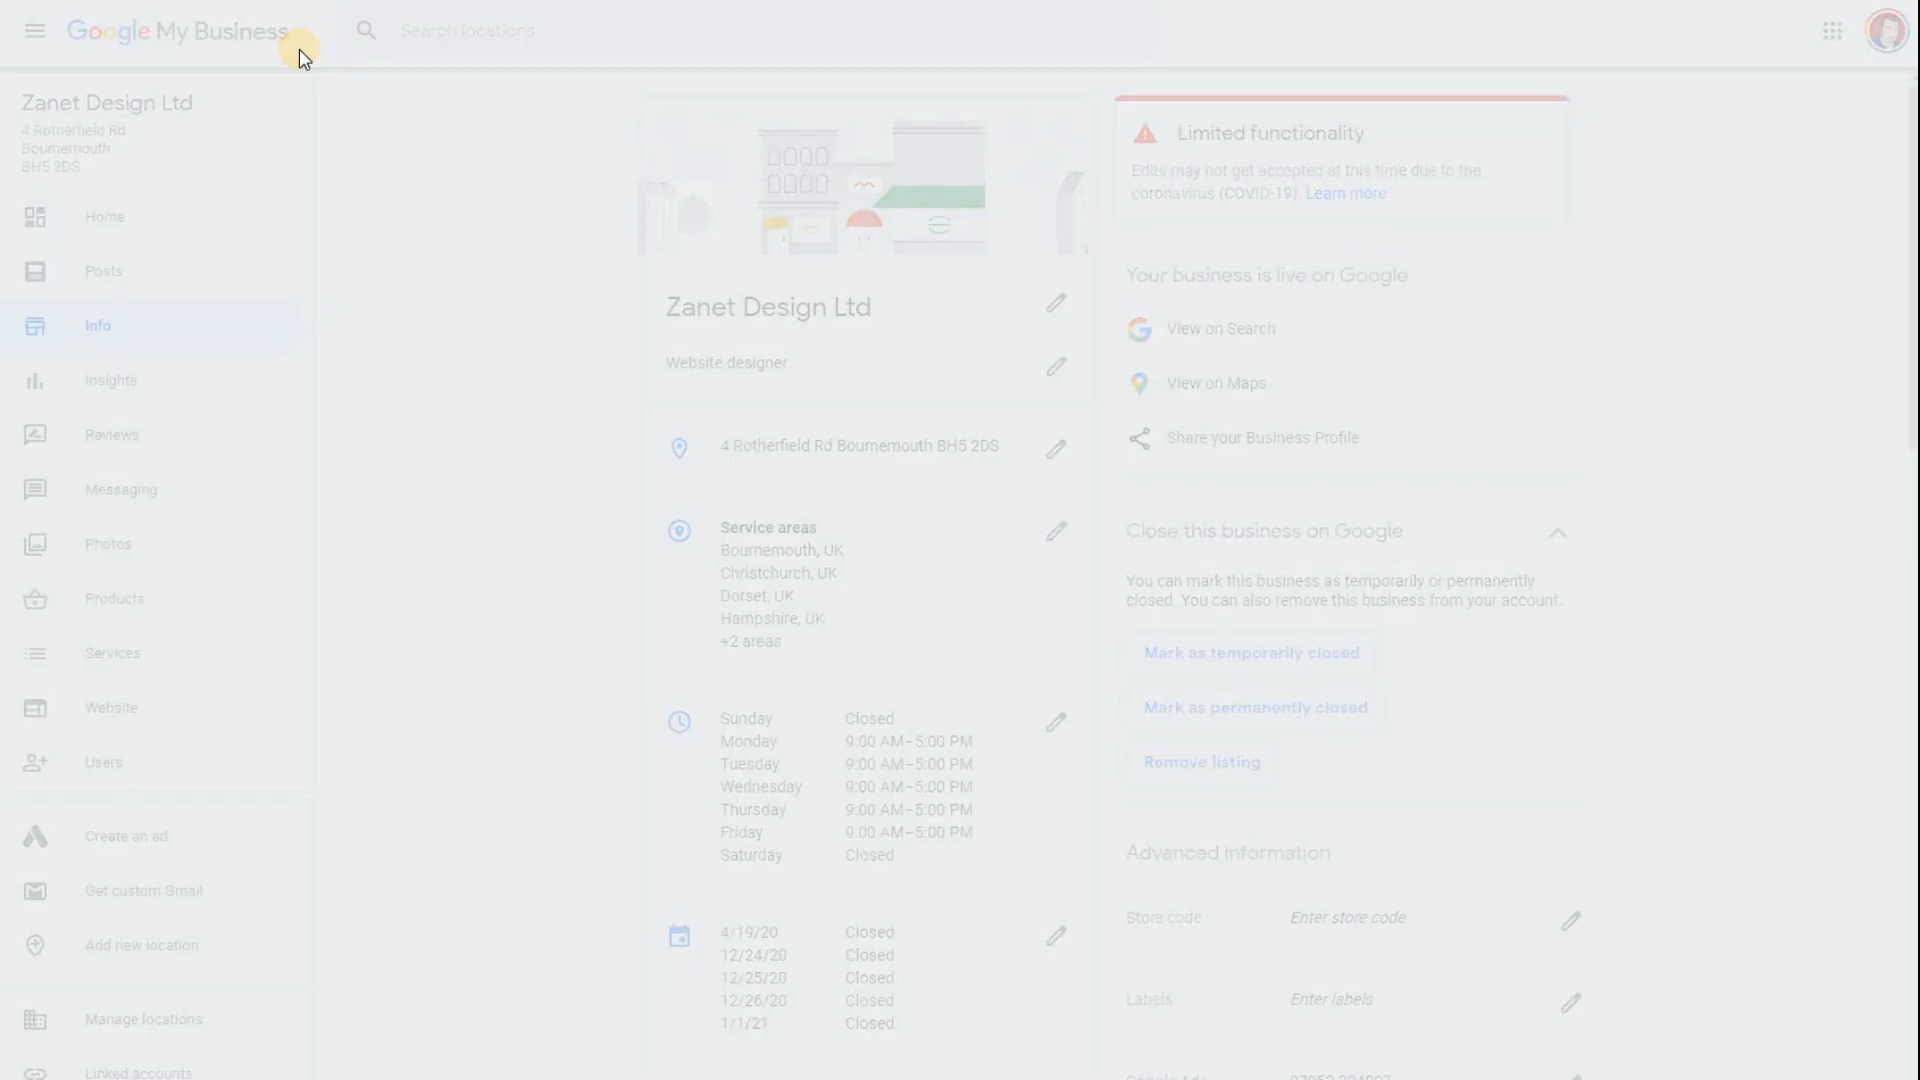 Google My Business
Search locations
Zanet Design Ltd
4 Rotherfield Rd
Bournemouth
BH5 2DS
Home
Posts
Info
Insights
Reviews
Messaging
Photos
Products
Services
Website
Users
Create an ad
Get custom Gmail
Add new location
Manage locations
Linked accounts
Zanet Design Ltd
Website designer
4 Rotherfield Rd Bournemouth BH5 2DS
Service areas
Bournemouth, UK
Christchurch, UK
Dorset, UK
Hampshire, UK
+2 areas
Sunday Closed
Monday 9:00 AM–5:00 PM
Tuesday 9:00 AM–5:00 PM
Wednesday 9:00 AM–5:00 PM
Thursday 9:00 AM–5:00 PM
Friday 9:00 AM–5:00 PM
Saturday Closed
4/19/20 Closed
12/24/20 Closed
12/25/20 Closed
12/26/20 Closed
1/1/21 Closed
Limited functionality
Edits may not get accepted at this time due to the
coronavirus (COVID-19). Learn more
Your business is live on Google
View on Search
View on Maps
Share your Business Profile
Close this business on Google
You can mark this business as temporarily or permanently
closed. You can also remove this business from your account.
Mark as temporarily closed
Mark as permanently closed
Remove listing
Advanced information
Store code Enter store code
Labels Enter labels